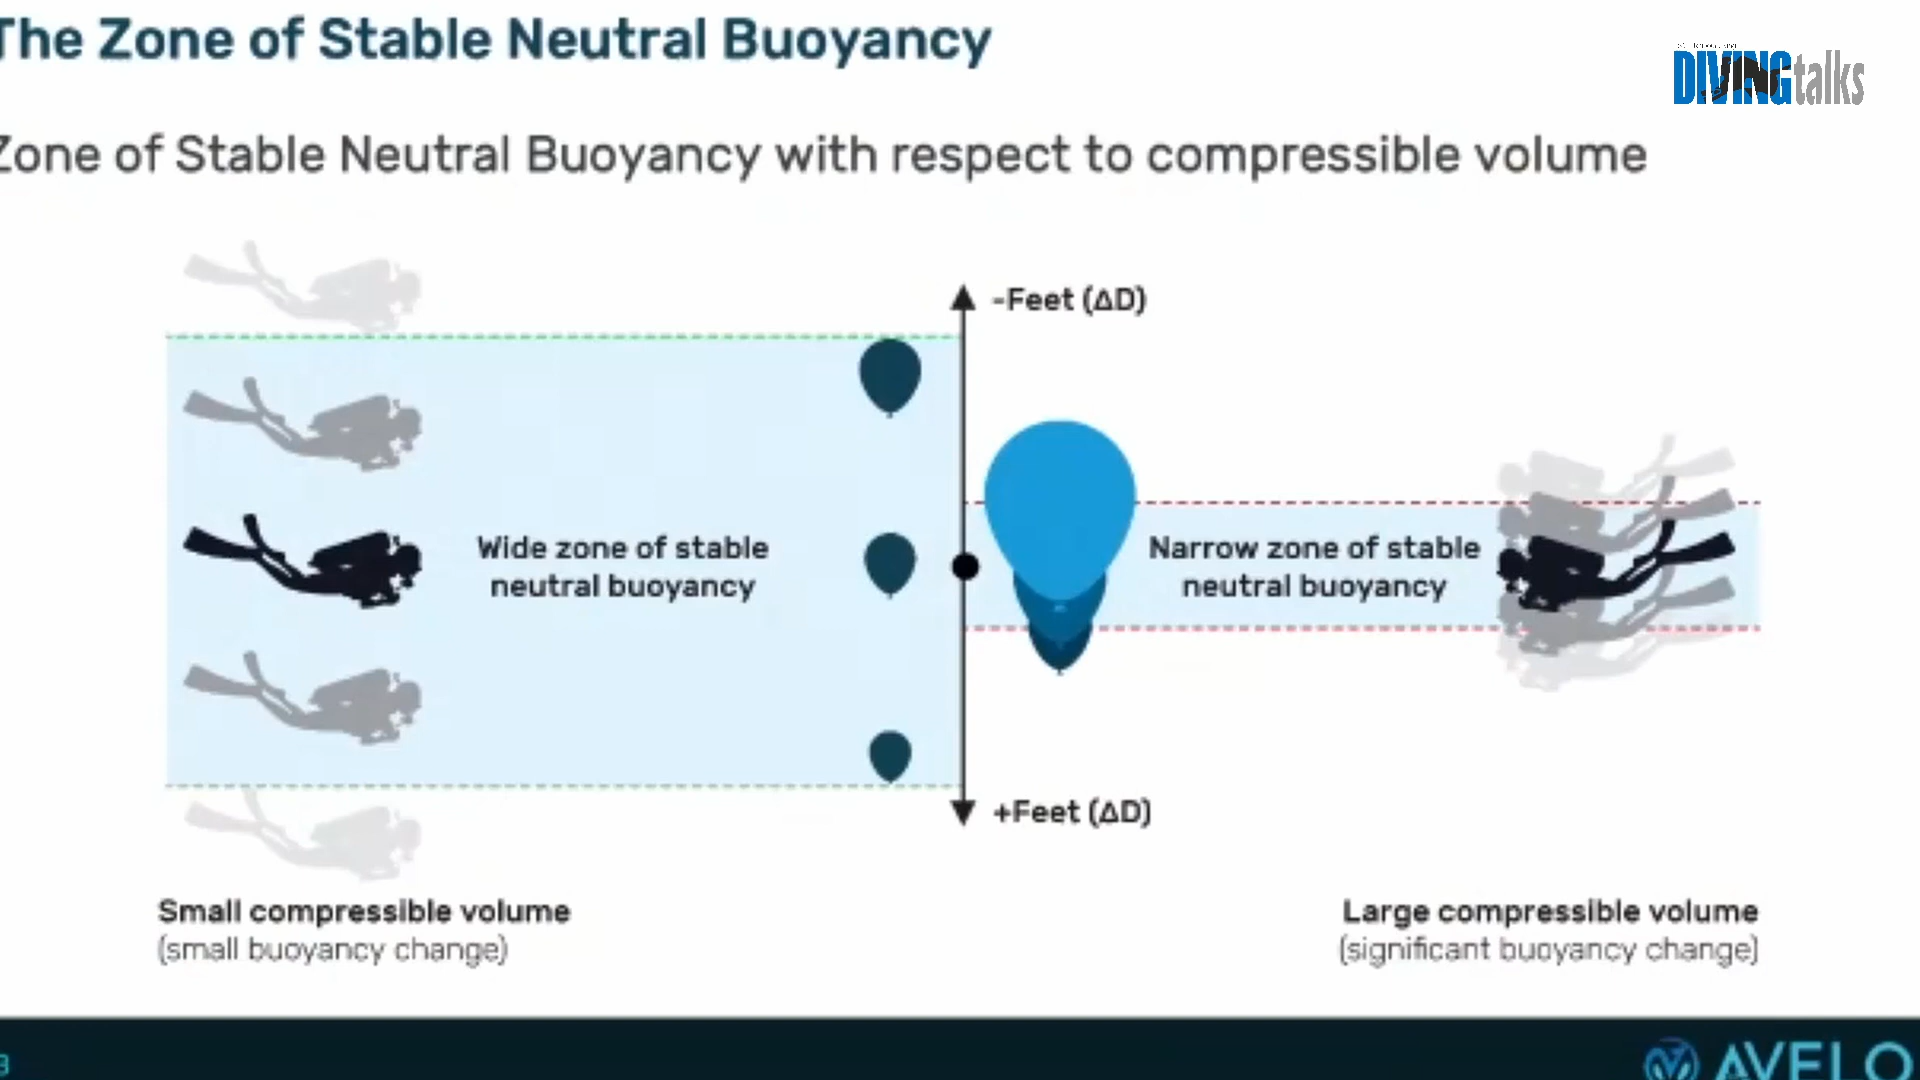 The Zone of Stable Neutral Buoyancy
DIVINGtalks
Zone of Stable Neutral Buoyancy with respect to compressible volume
-Feet (ΔD)
Wide zone of stable
neutral buoyancy
Narrow zone of stable
neutral buoyancy
+Feet (ΔD)
Small compressible volume
(small buoyancy change)
Large compressible volume
(significant buoyancy change)
AVELO